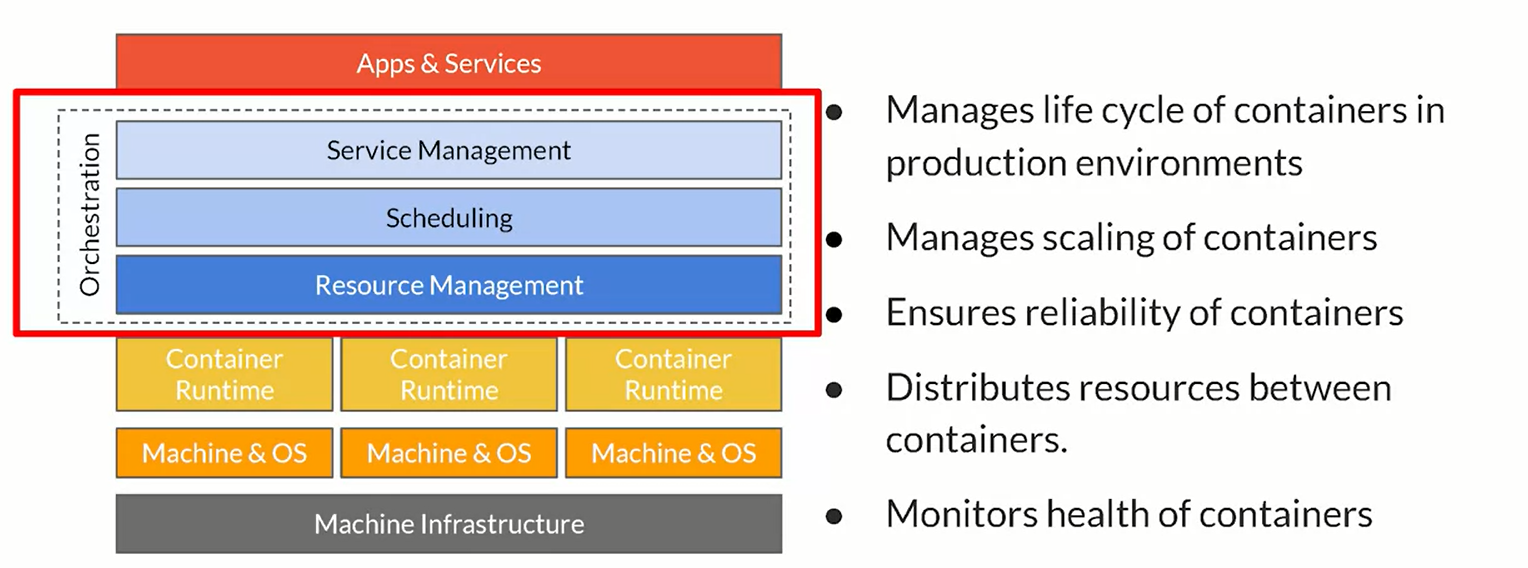 Apps & Services
Orchestration
Service Management
Scheduling
Resource Management
Container Container Container
Runtime Runtime Runtime
Machine & OS Machine & OS Machine & OS
Machine Infrastructure
● Manages life cycle of containers in
production environments
● Manages scaling of containers
● Ensures reliability of containers
● Distributes resources between
containers.
● Monitors health of containers